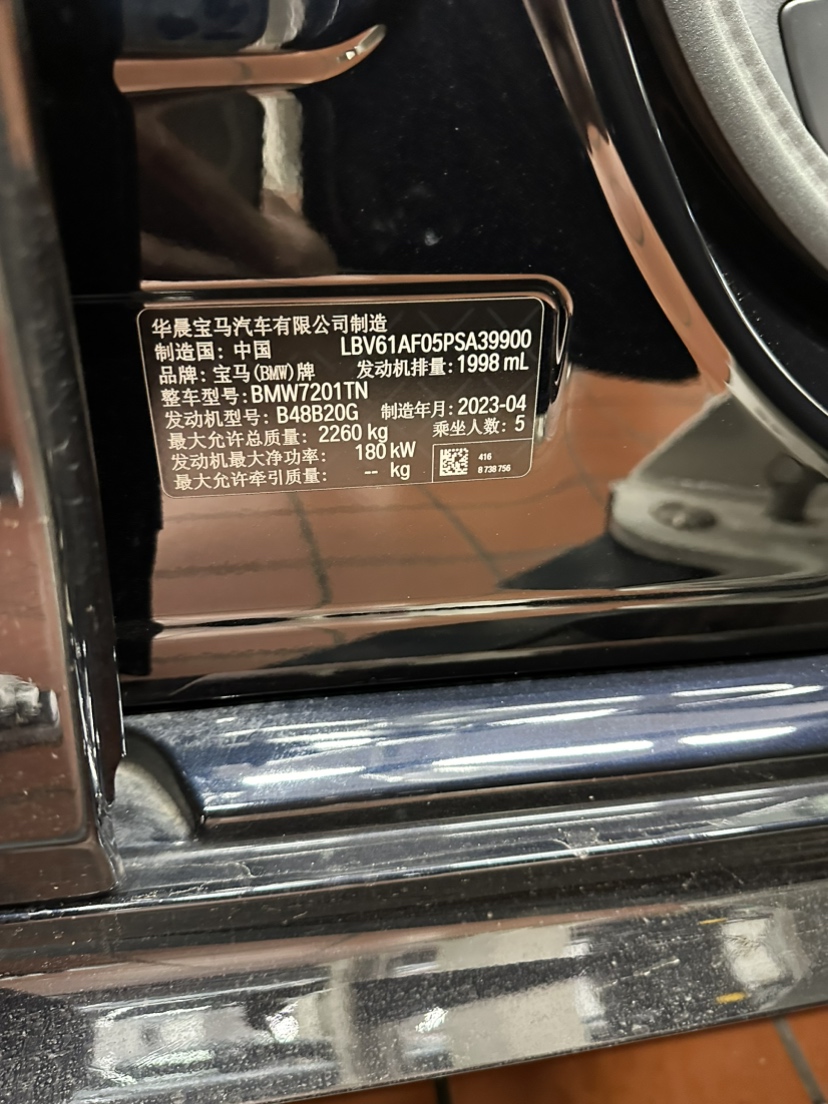 华晨宝马汽车有限公司制造
制造国：中国 LBV61AF05PSA39900
品牌：宝马(BMW)牌 发动机排量：1998 mL
整车型号：BMW7201TN
发动机型号：B48B20G 制造年月：2023-04
最大允许总质量： 2260 kg 乘坐人数：5
发动机最大净功率： 180 kW
最大允许牵引质量： -- kg
416
8 738 756